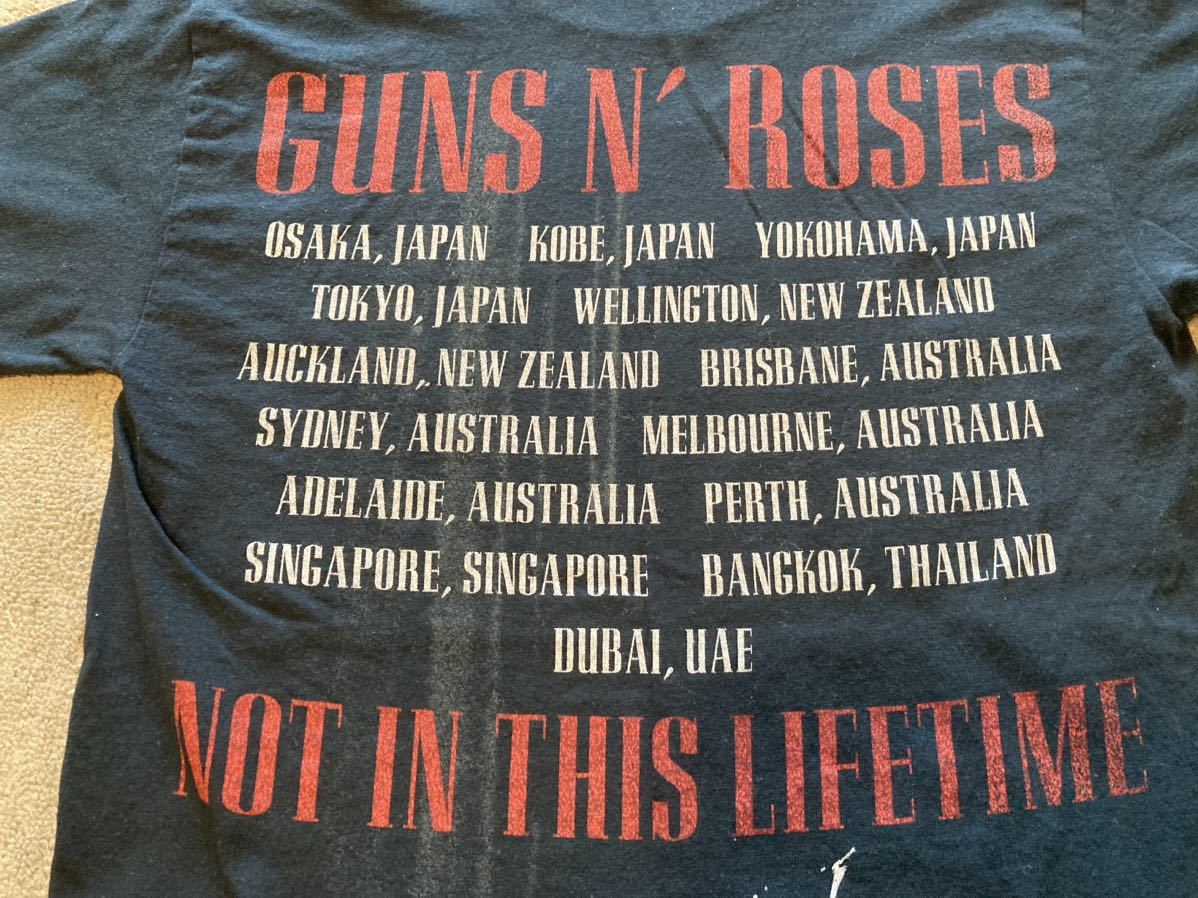 GUNS N' ROSES
OSAKA, JAPAN KOBE, JAPAN YOKOHAMA, JAPAN
TOKYO, JAPAN WELLINGTON, NEW ZEALAND
AUCKLAND, NEW ZEALAND BRISBANE, AUSTRALIA
SYDNEY, AUSTRALIA MELBOURNE, AUSTRALIA
ADELAIDE, AUSTRALIA PERTH, AUSTRALIA
SINGAPORE, SINGAPORE BANGKOK, THAILAND
DUBAI, UAE
NOT IN THIS LIFETIME